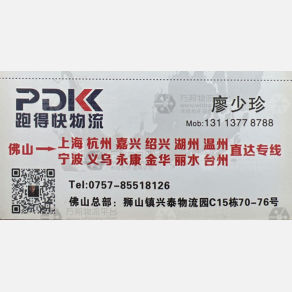 PDK
跑得快物流
廖少珍
Mob:131 1377 8788
佛山→上海 杭州 嘉兴 绍兴 湖州 温州 直达专线
宁波 义乌 永康 金华 丽水 台州
Tel:0757-85518126
佛山总部：狮山镇兴泰物流园C15栋70-76号